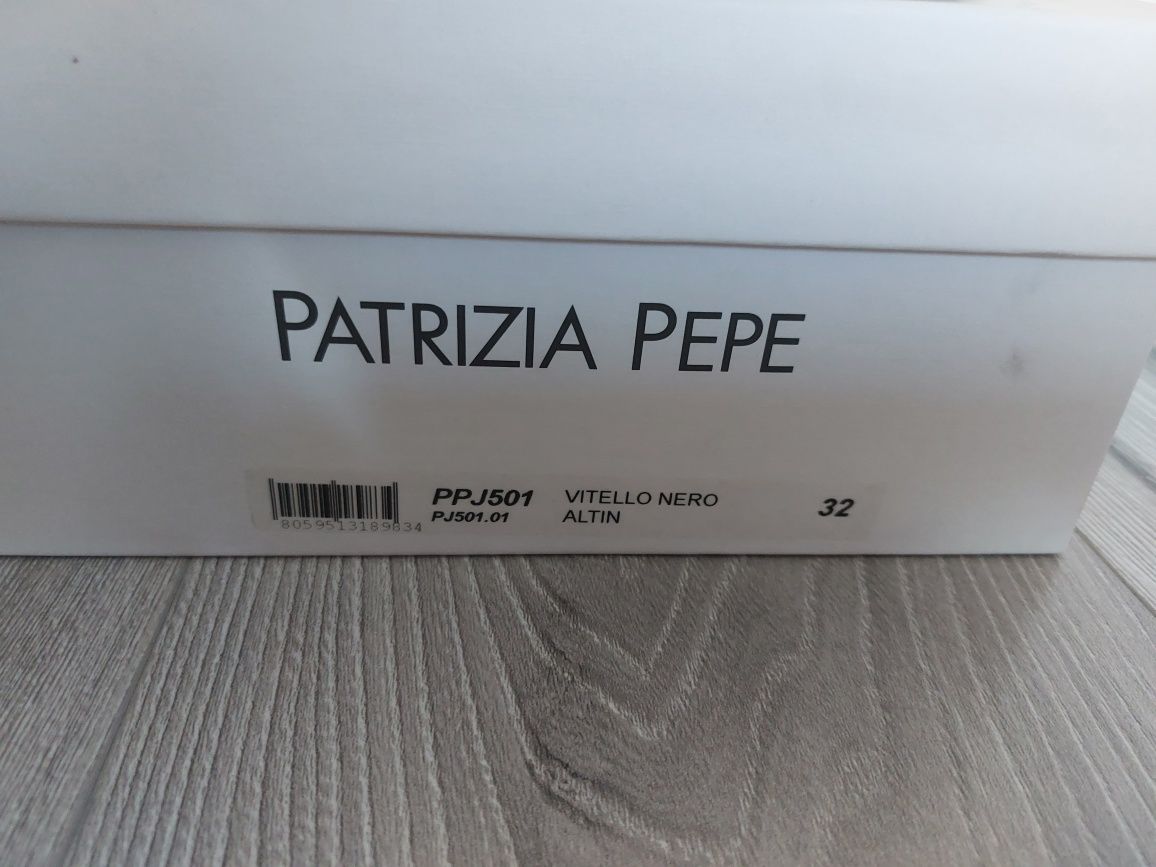 PATRIZIA PEPE
PPJ501 VITELLO NERO 32
PJ501.01 ALTIN
8059513189834